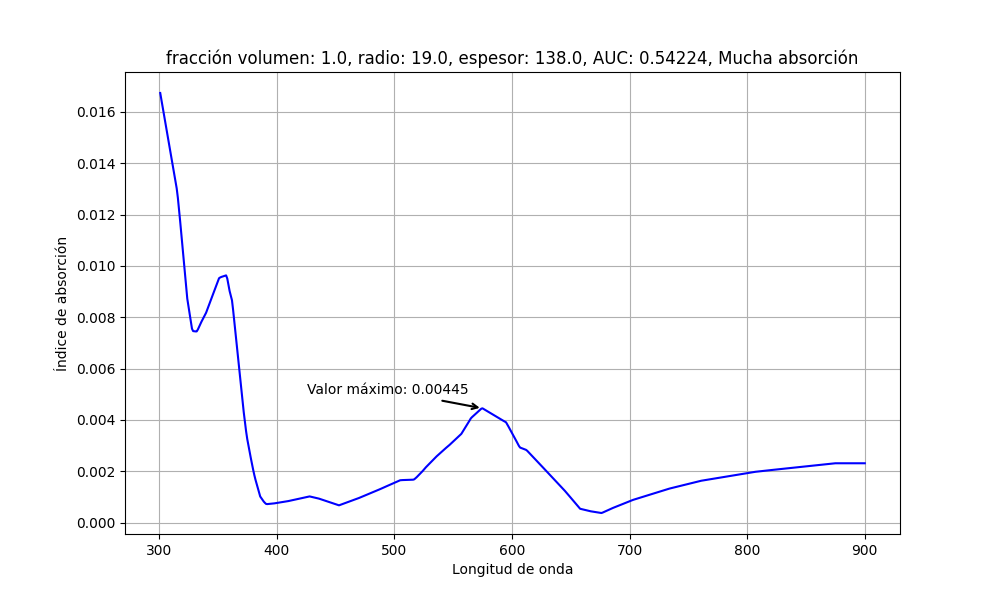 fracción volumen: 1.0, radio: 19.0, espesor: 138.0, AUC: 0.54224, Mucha absorción
Índice de absorción
0.016
0.014
0.012
0.010
0.008
0.006
0.004
0.002
0.000
Valor máximo: 0.00445
300 400 500 600 700 800 900
Longitud de onda